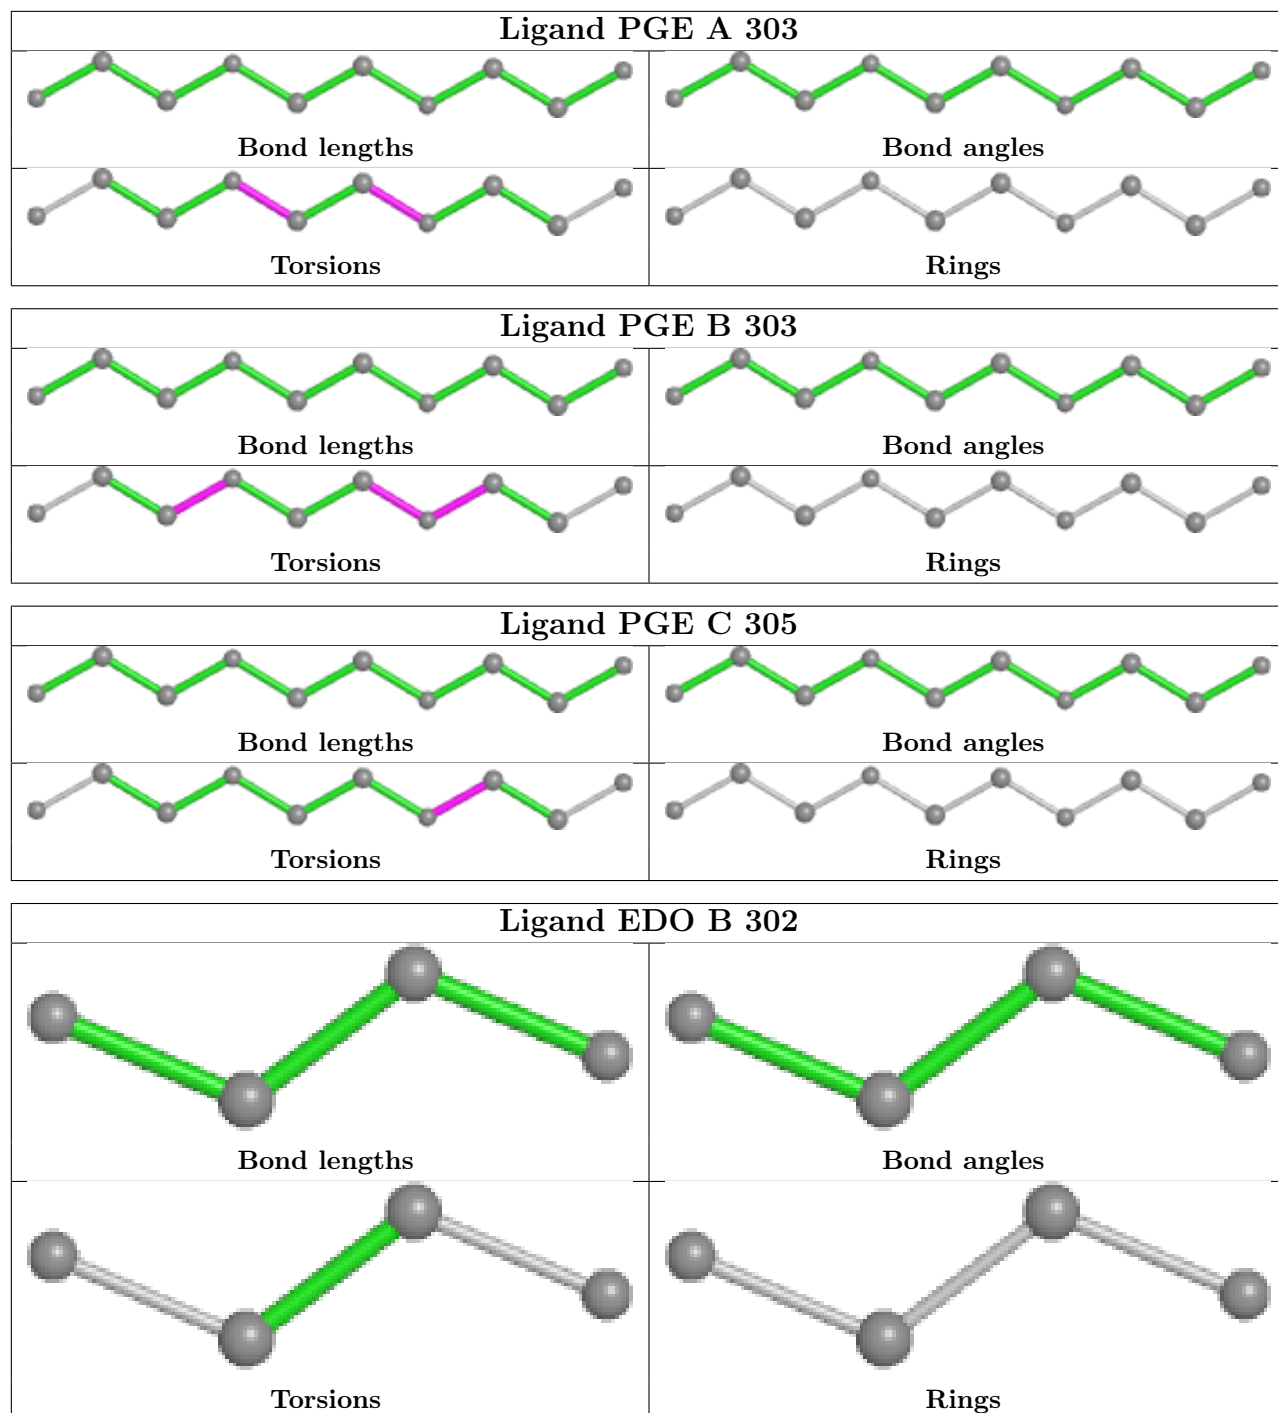 Ligand PGE A 303
Bond lengths
Bond angles
Torsions
Rings
Ligand PGE B 303
Bond lengths
Bond angles
Torsions
Rings
Ligand PGE C 305
Bond lengths
Bond angles
Torsions
Rings
Ligand EDO B 302
Bond lengths
Bond angles
Torsions
Rings